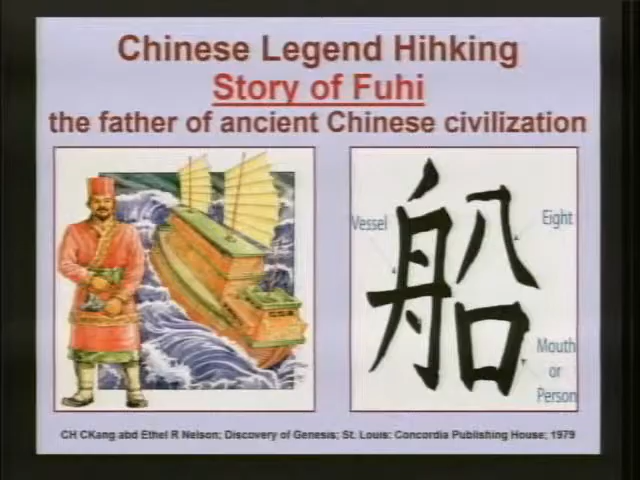 Chinese Legend Hihking
Story of Fuhi
the father of ancient Chinese civilization
Vessel
船
Eight
Mouth
or
Person
CH CKang abd Ethel R Nelson; Discovery of Genesis; St. Louis: Concordia Publishing House; 1979